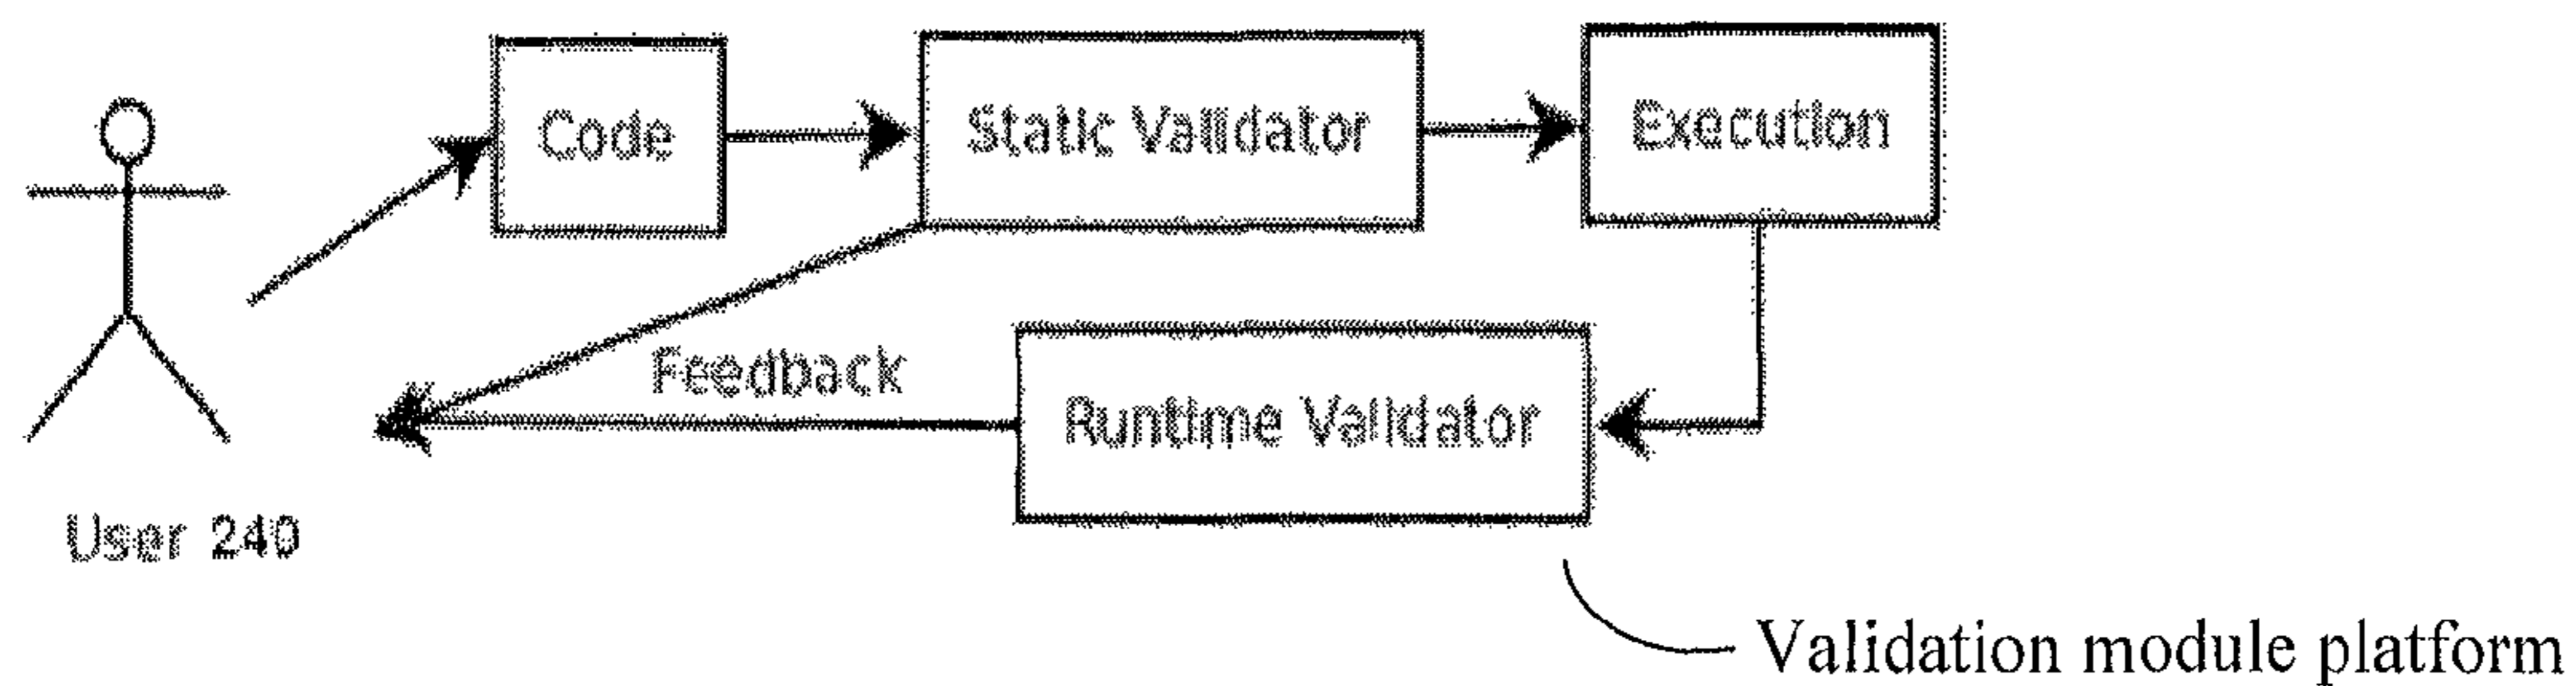 Code
Static Validator
Execution
Feedback
Runtime Validator
User 240
Validation module platform